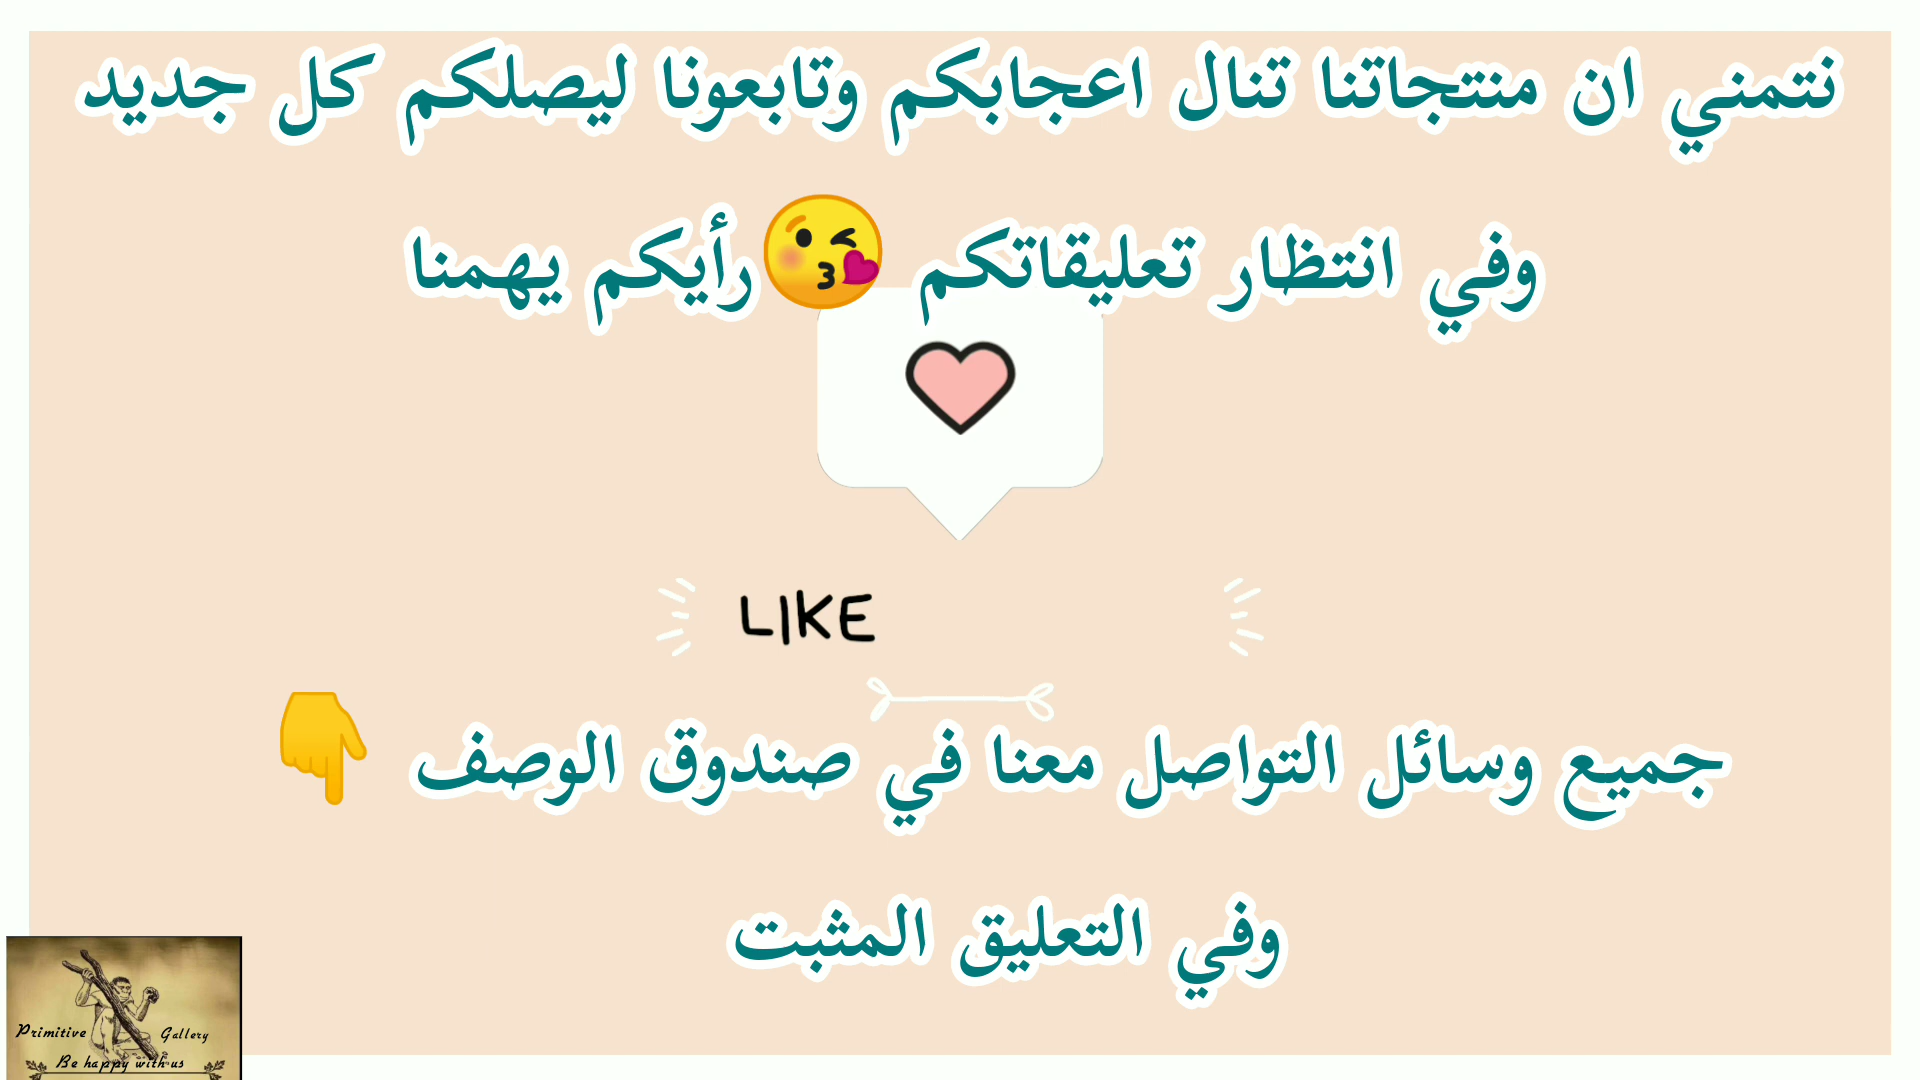 نتمني ان منتجاتنا تنال اعجابكم وتابعونا ليصلكم كل جديد
وفي انتظار تعليقاتكم 😘رأيكم يهمنا
LIKE
جميع وسائل التواصل معنا في صندوق الوصف 👇
وفي التعليق المثبت
Primitive Gallery
Be happy with us